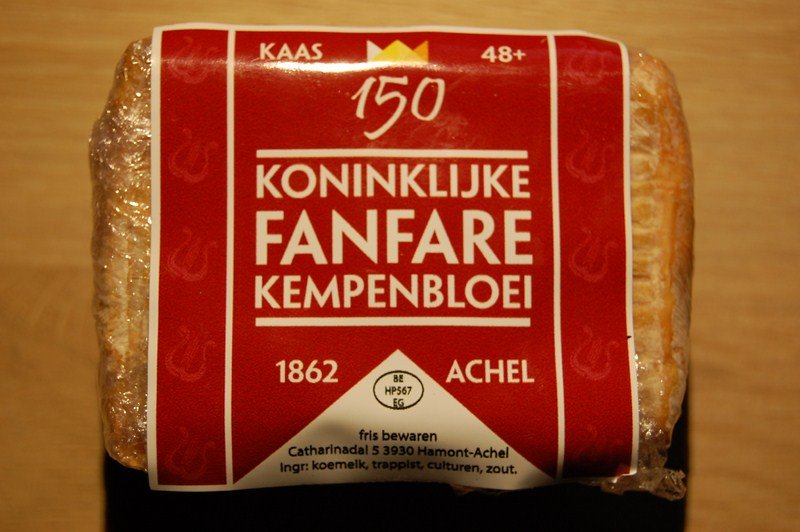 KAAS 48+
150
KONINKLIJKE
FANFARE
KEMPENBLOEI
1862 ACHEL
BE
HP567
EG
fris bewaren
Catharinadal 5 3930 Hamont-Achel
Ingr: koemelk, trappist, culturen, zout.